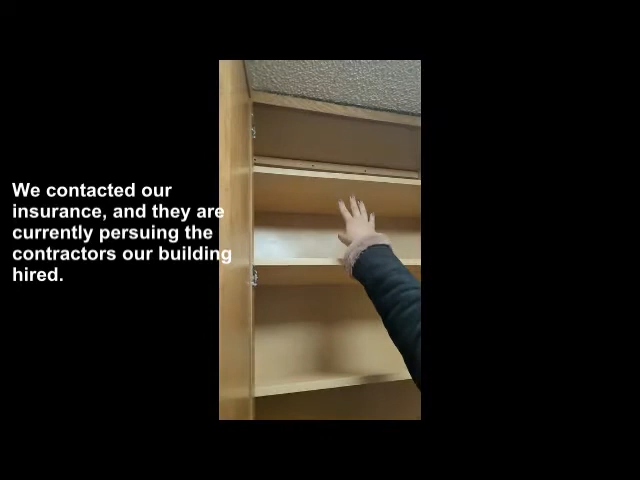 We contacted our
insurance, and they are
currently persuing the
contractors our building
hired.